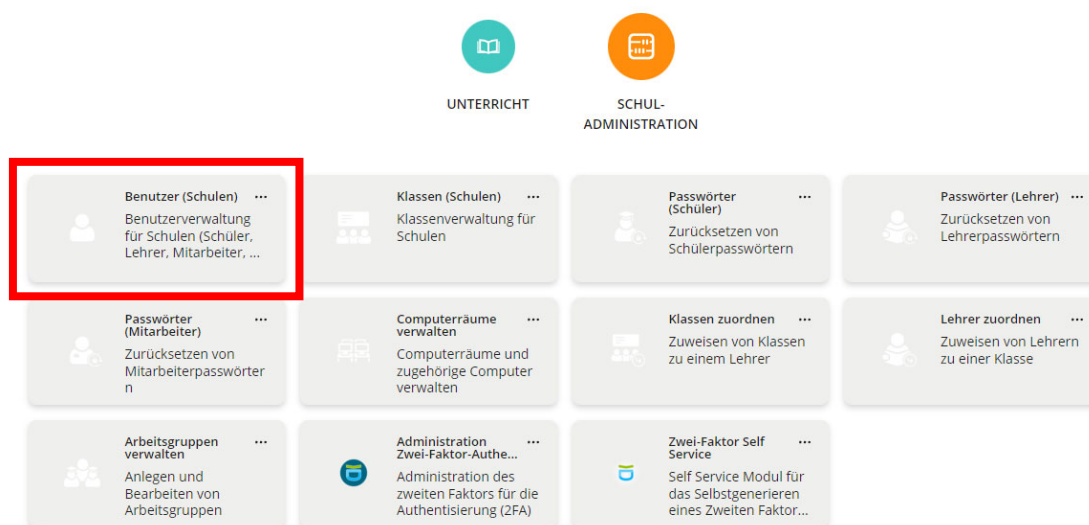 UNTERRICHT
SCHUL-
ADMINISTRATION
Benutzer (Schulen) ...
Benutzerverwaltung
für Schulen (Schüler,
Lehrer, Mitarbeiter, ...
Klassen (Schulen) ...
Klassenverwaltung für
Schulen
Passwörter
(Schüler) ...
Zurücksetzen von
Schülerpasswörtern
Passwörter (Lehrer) ...
Zurücksetzen von
Lehrerpasswörtern
Passwörter
(Mitarbeiter) ...
Zurücksetzen von
Mitarbeiterpasswörter
n
Computerräume
verwalten ...
Computerräume und
zugehörige Computer
verwalten
Klassen zuordnen ...
Zuweisen von Klassen
zu einem Lehrer
Lehrer zuordnen ...
Zuweisen von Lehrern
zu einer Klasse
Arbeitsgruppen
verwalten ...
Anlegen und
Bearbeiten von
Arbeitsgruppen
Administration
Zwei-Faktor-Authe... ...
Administration des
zweiten Faktors für die
Authentisierung (2FA)
Zwei-Faktor Self
Service ...
Self Service Modul für
das Selbstgenerieren
eines Zweiten Faktor...